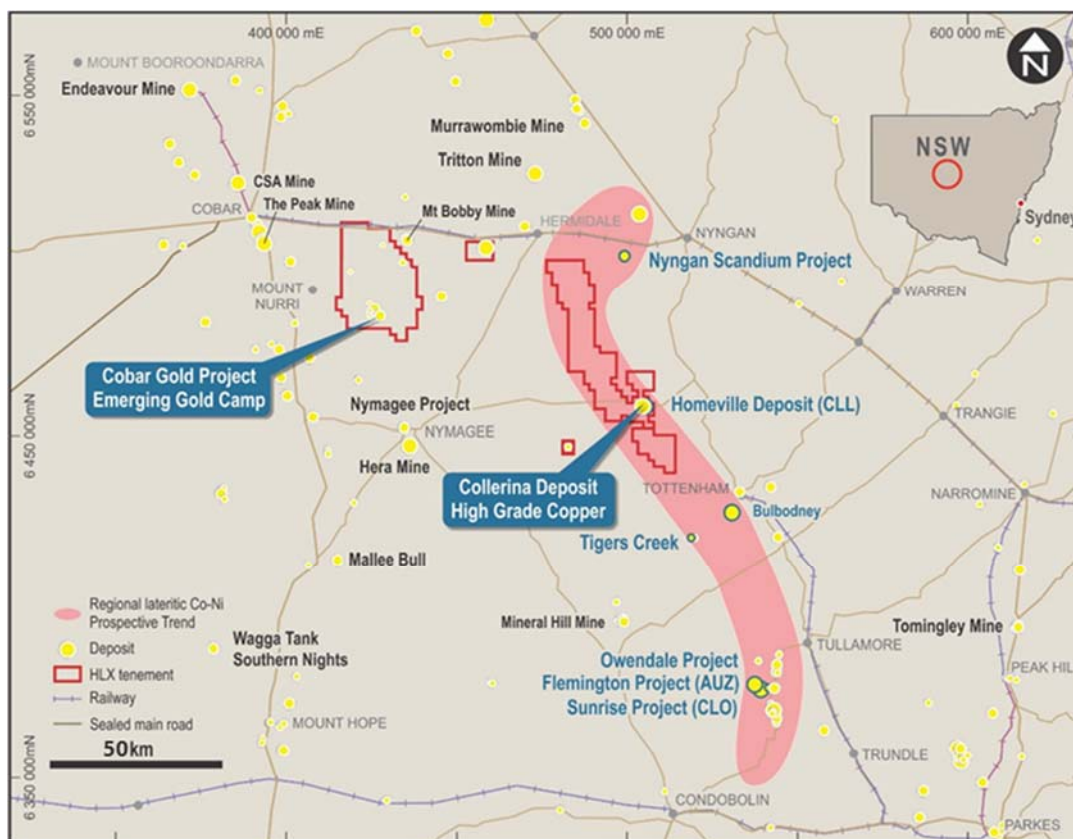 400 000 mE
500 000 mE
600 000 mE
N
MOUNT BOOROONDARRA
Endeavour Mine
6 550 000mN
Murrawombie Mine
Tritton Mine
NSW
Sydney
CSA Mine
COBAR
The Peak Mine
Mt Bobby Mine
HERMIDALE
NYNGAN
Nyngan Scandium Project
MOUNT
NURRI
WARREN
Cobar Gold Project
Emerging Gold Camp
Nymagee Project
NYMAGEE
Hera Mine
Homeville Deposit (CLL)
TRANGIE
6 450 000mN
Collerina Deposit
High Grade Copper
TOTTENHAM
NARROMINE
Bulbodney
Tigers Creek
Mallee Bull
Regional lateritic Co-Ni
Prospective Trend
Deposit
HLX tenement
Railway
Sealed main road
50km
Wagga Tank
Southern Nights
Mineral Hill Mine
Tomingley Mine
TULLAMORE
PEAK HILL
Owendale Project
Flemington Project (AUZ)
Sunrise Project (CLO)
MOUNT HOPE
TRUNDLE
6 350 000mN
CONDOBOLIN
PARKES